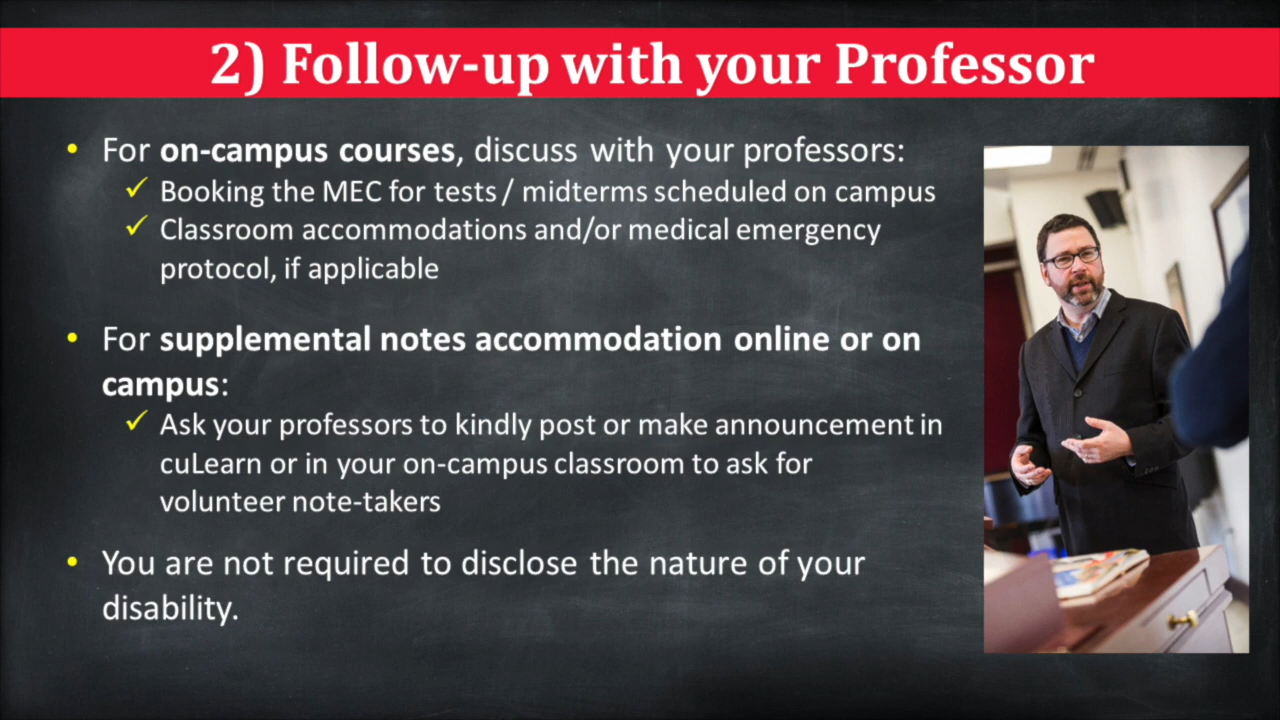 2) Follow-up with your Professor
• For on-campus courses, discuss with your professors:
✓ Booking the MEC for tests / midterms scheduled on campus
✓ Classroom accommodations and/or medical emergency
protocol, if applicable
• For supplemental notes accommodation online or on
campus:
✓ Ask your professors to kindly post or make announcement in
cuLearn or in your on-campus classroom to ask for
volunteer note-takers
• You are not required to disclose the nature of your
disability.